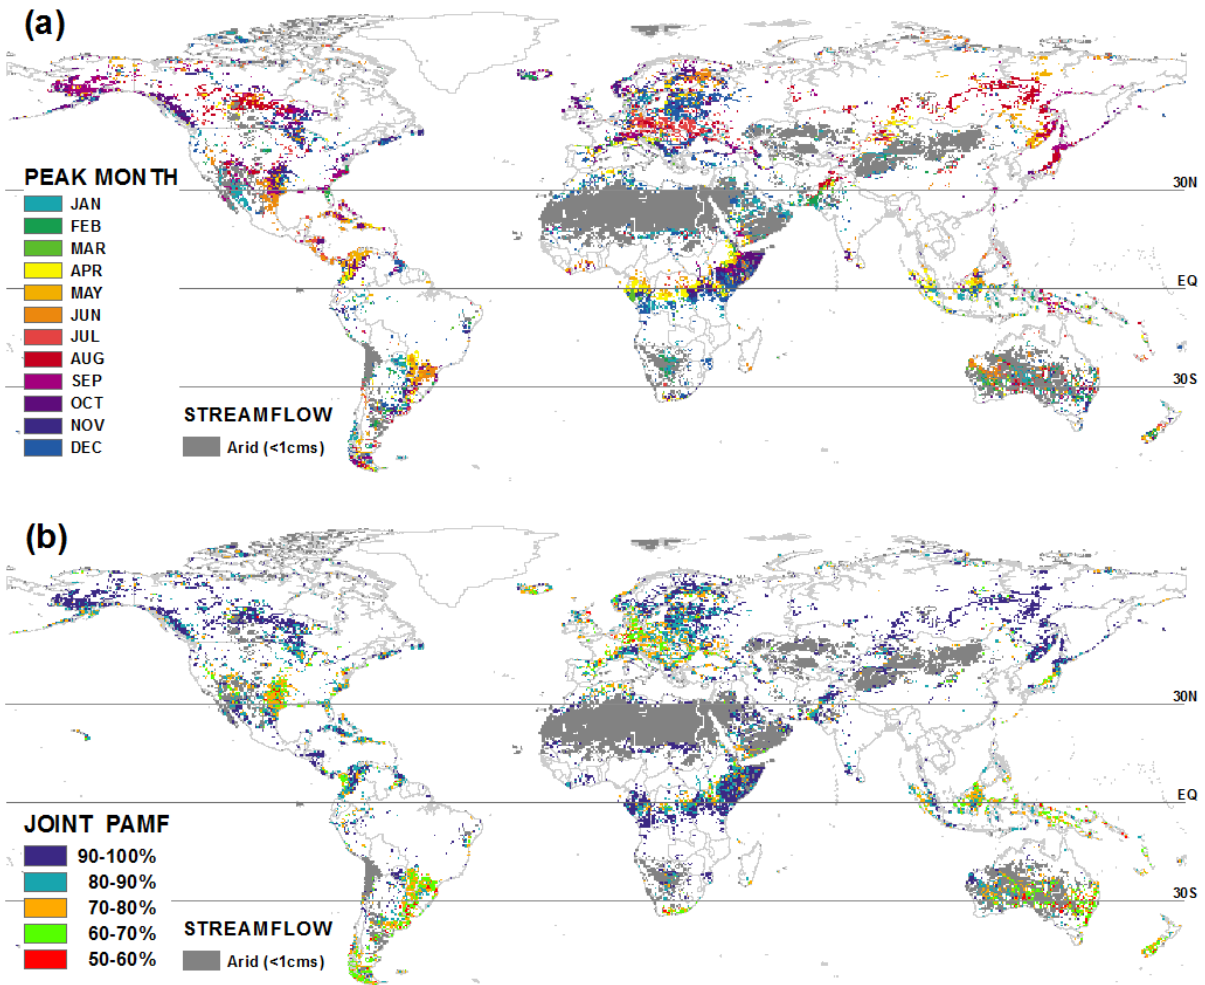 (a)
PEAK MONTH
JAN
FEB
MAR
APR
MAY
JUN
JUL
AUG
SEP
OCT
NOV
DEC
STREAMFLOW
Arid (<1cms)
30N
EQ
30S
(b)
JOINT PAMF
90-100%
80-90%
70-80%
60-70%
50-60%
STREAMFLOW
Arid (<1cms)
30N
EQ
30S